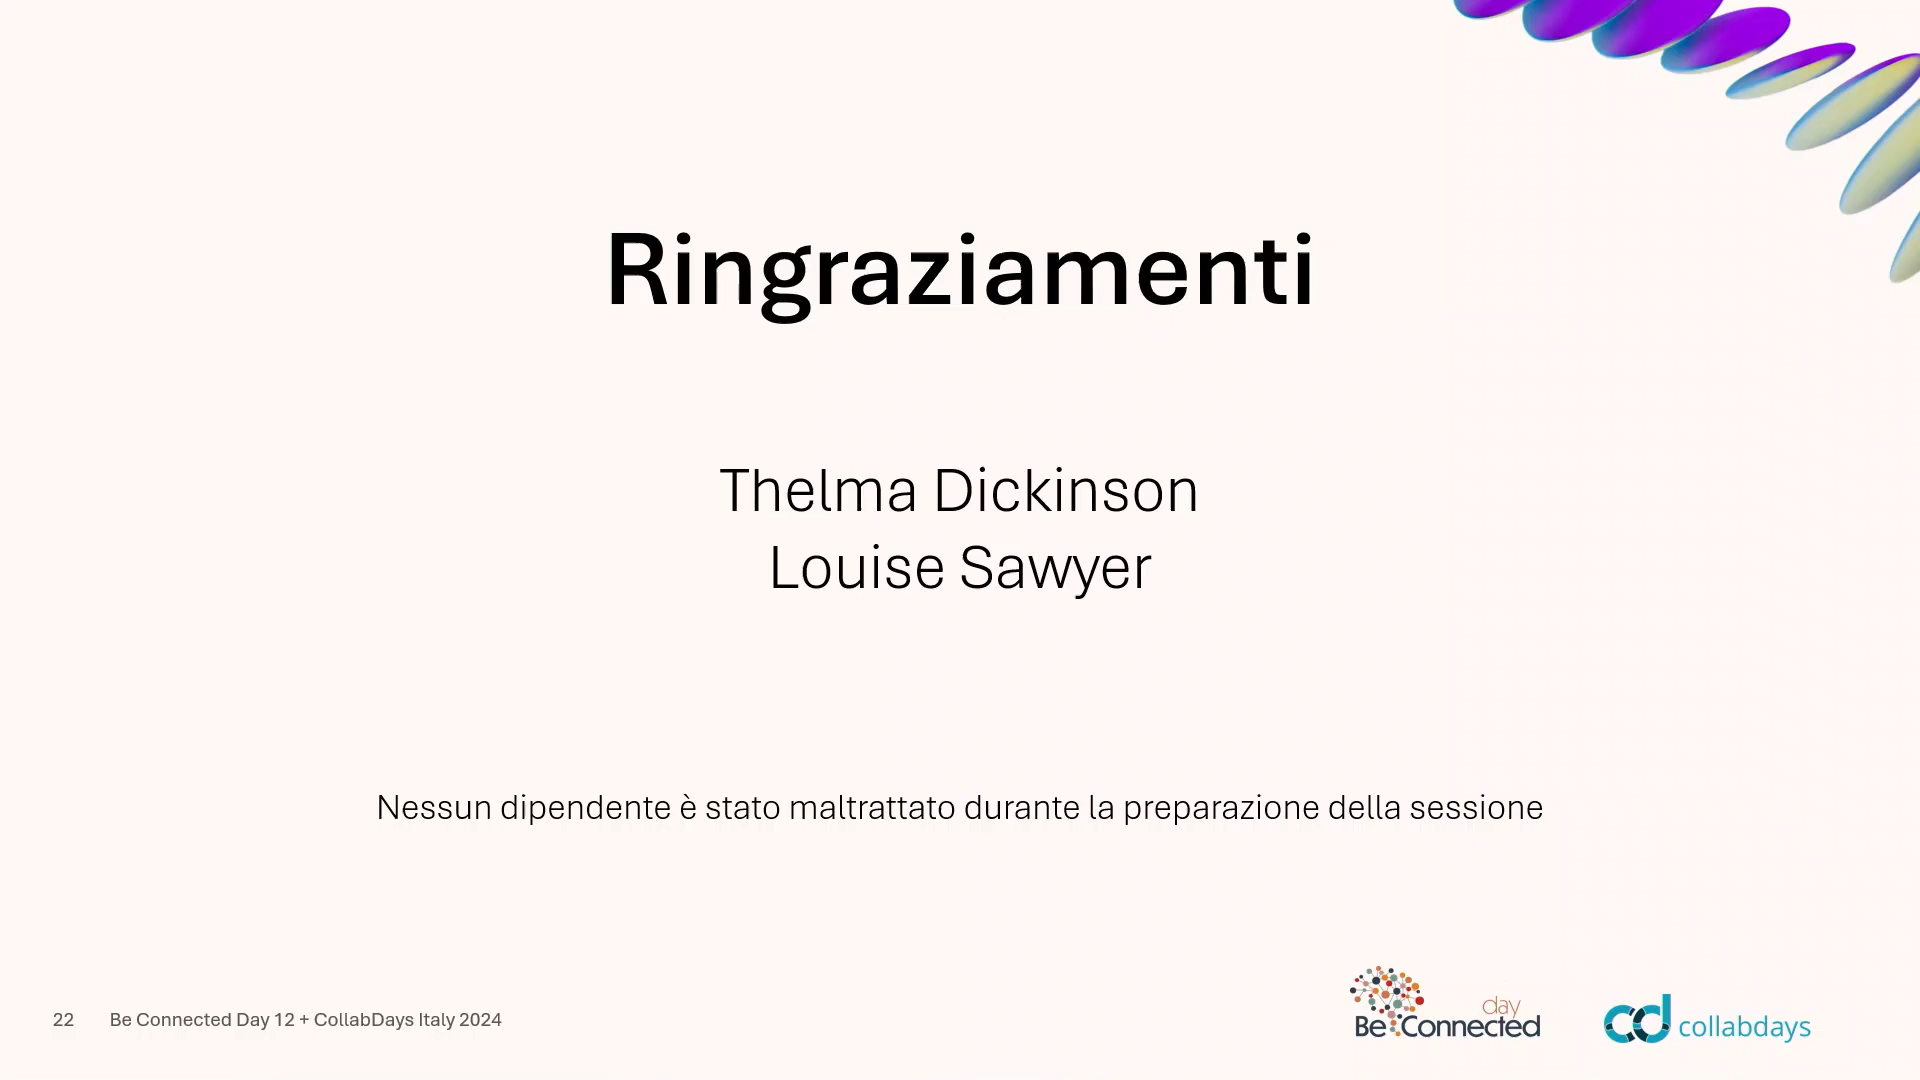 Ringraziamenti
Thelma Dickinson
Louise Sawyer
Nessun dipendente è stato maltrattato durante la preparazione della sessione
22 Be Connected Day 12 + CollabDays Italy 2024
day
Be Connected
cd collabdays